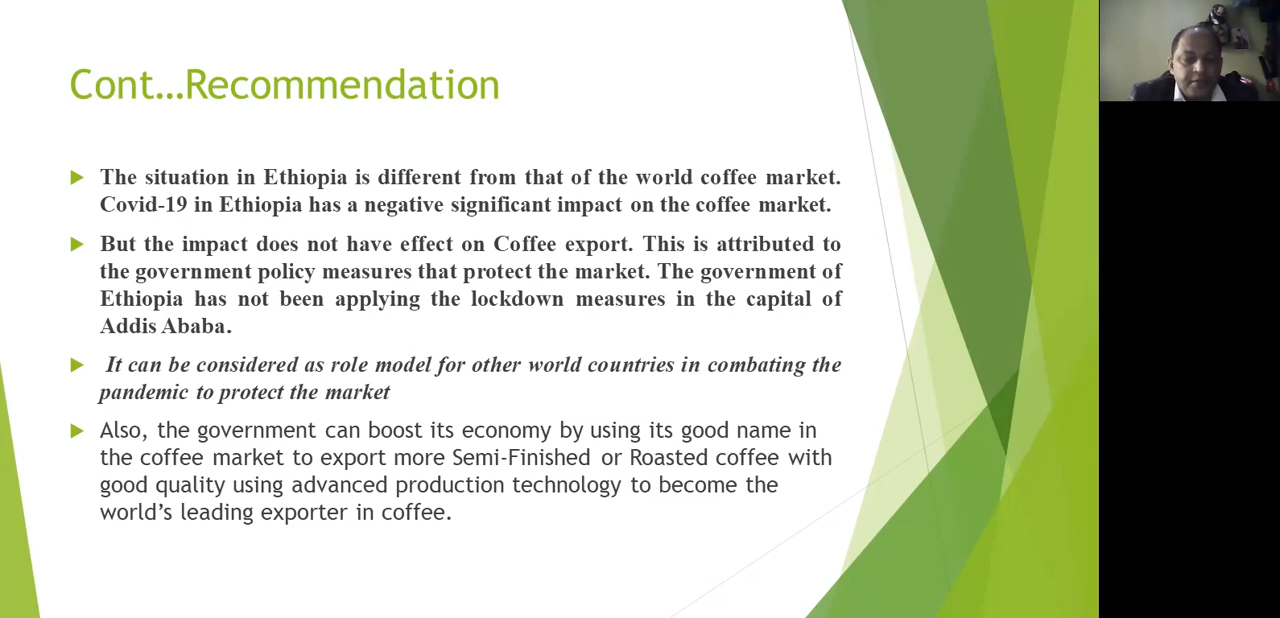 Cont…Recommendation
The situation in Ethiopia is different from that of the world coffee market.
Covid-19 in Ethiopia has a negative significant impact on the coffee market.
But the impact does not have effect on Coffee export. This is attributed to
the government policy measures that protect the market. The government of
Ethiopia has not been applying the lockdown measures in the capital of
Addis Ababa.
It can be considered as role model for other world countries in combating the
pandemic to protect the market
Also, the government can boost its economy by using its good name in
the coffee market to export more Semi-Finished or Roasted coffee with
good quality using advanced production technology to become the
world’s leading exporter in coffee.